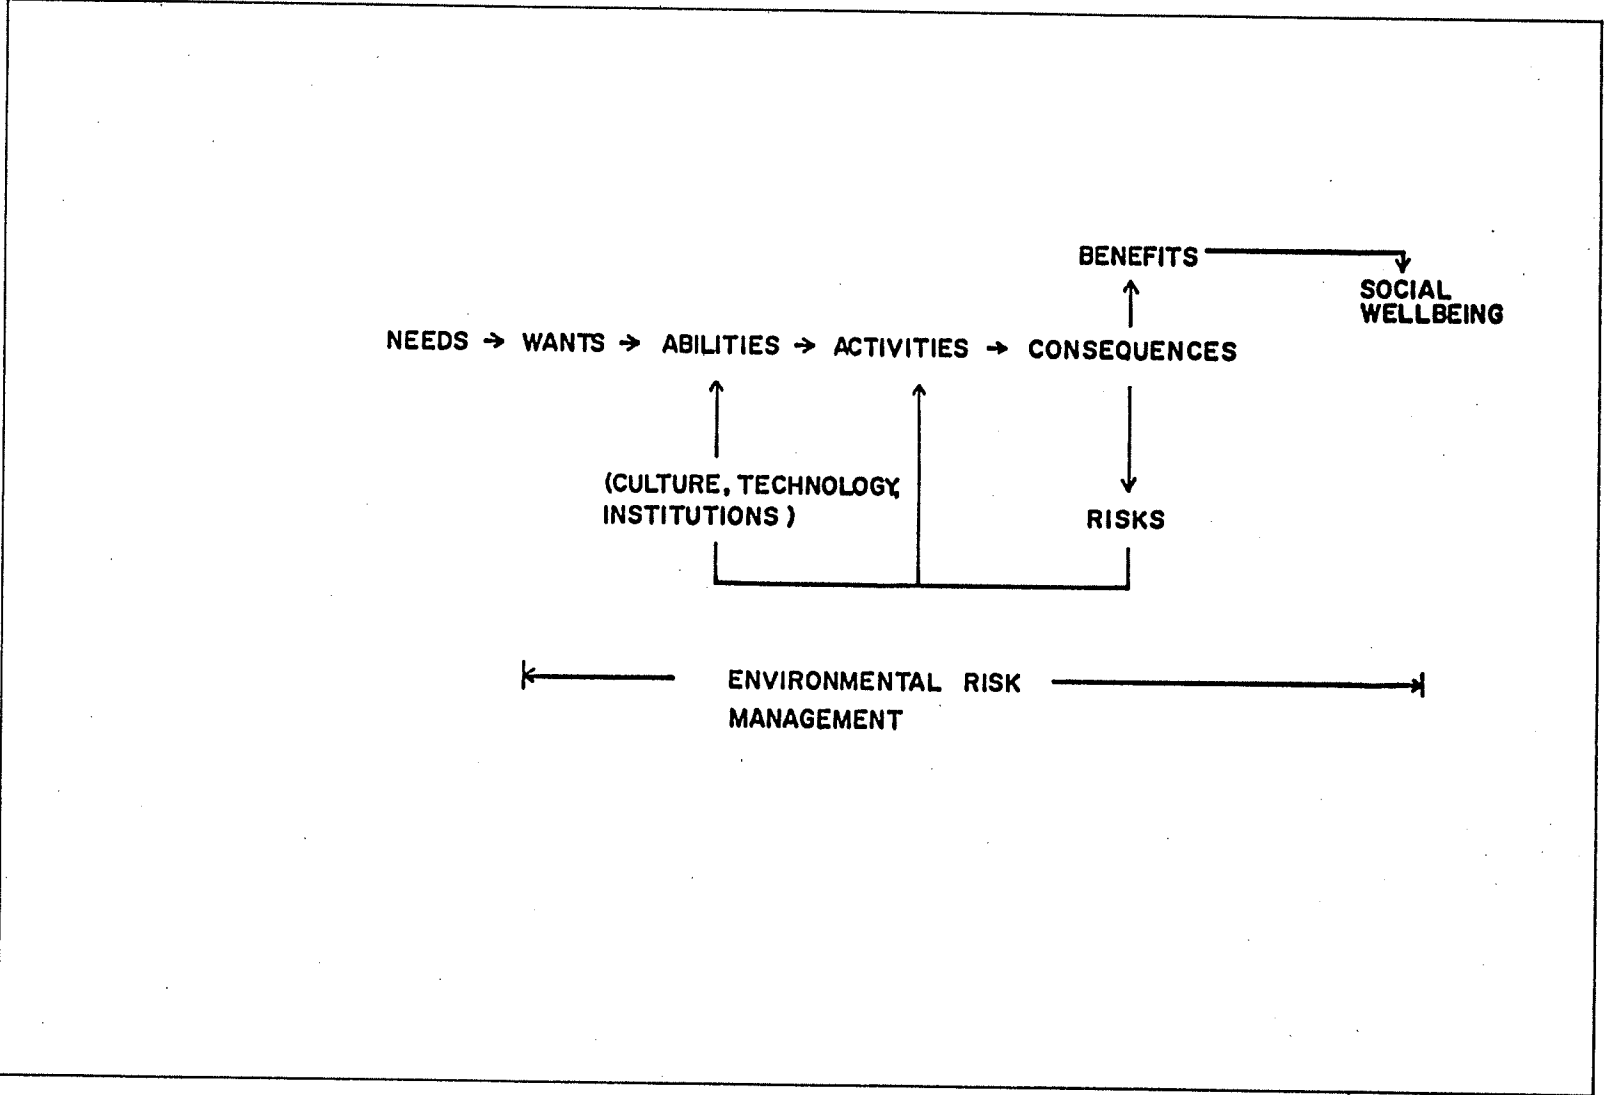 BENEFITS
SOCIAL
WELLBEING
NEEDS → WANTS → ABILITIES → ACTIVITIES → CONSEQUENCES
(CULTURE, TECHNOLOGY,
INSTITUTIONS)
RISKS
ENVIRONMENTAL RISK
MANAGEMENT